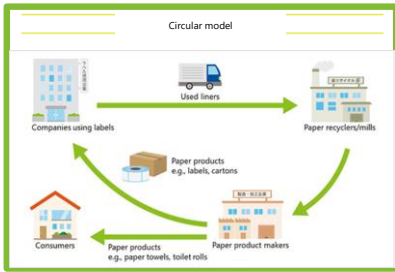 Circular model
Used liners
Companies using labels
Paper recyclers/mills
Paper products
e.g., labels, cartons
Consumers
Paper products
e.g., paper towels, toilet rolls
Paper product makers